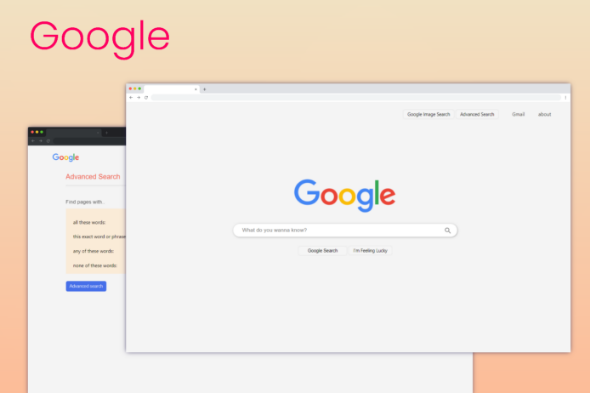 Google
Google Image Search Advanced Search Gmail about
Google
What do you wanna know?
Google Search I'm Feeling Lucky
Google
Advanced Search
Find pages with...
all these words:
this exact word or phrase
any of these words:
none of these words:
Advanced search